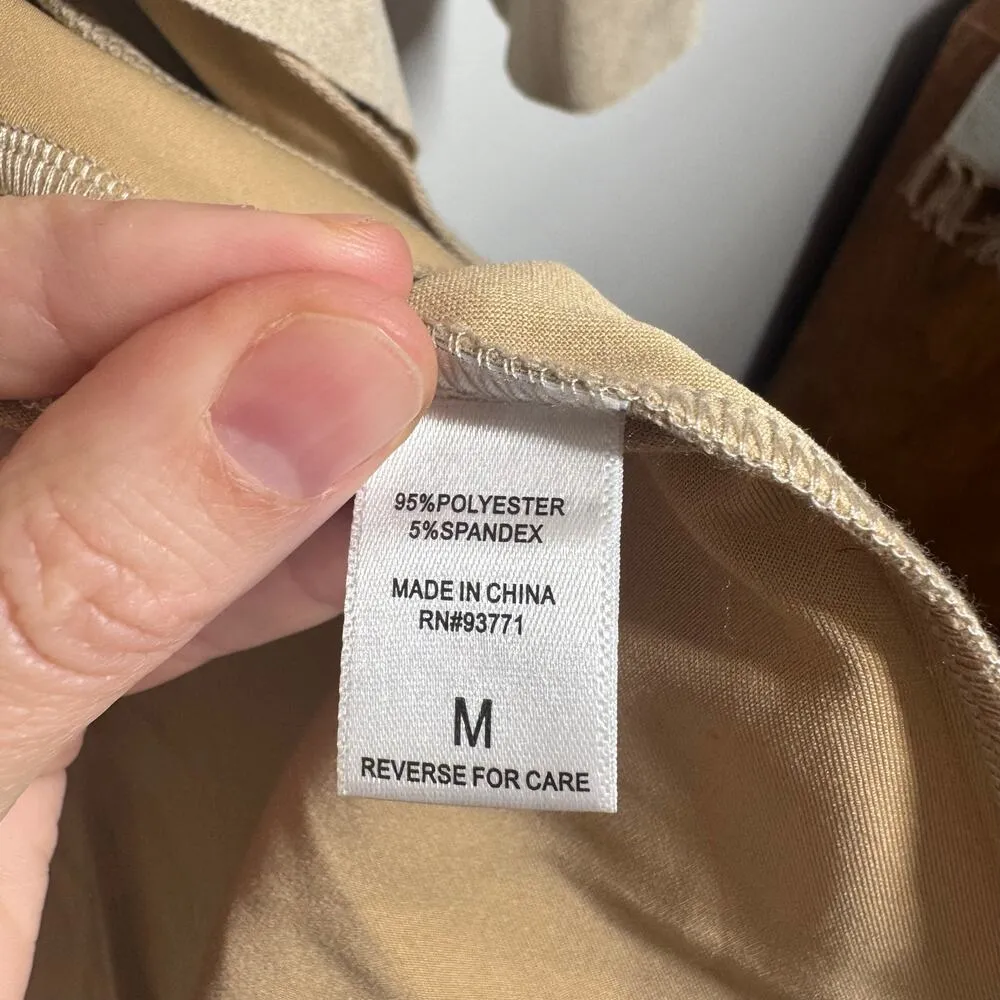 95%POLYESTER
5%SPANDEX
MADE IN CHINA
RN#93771
M
REVERSE FOR CARE